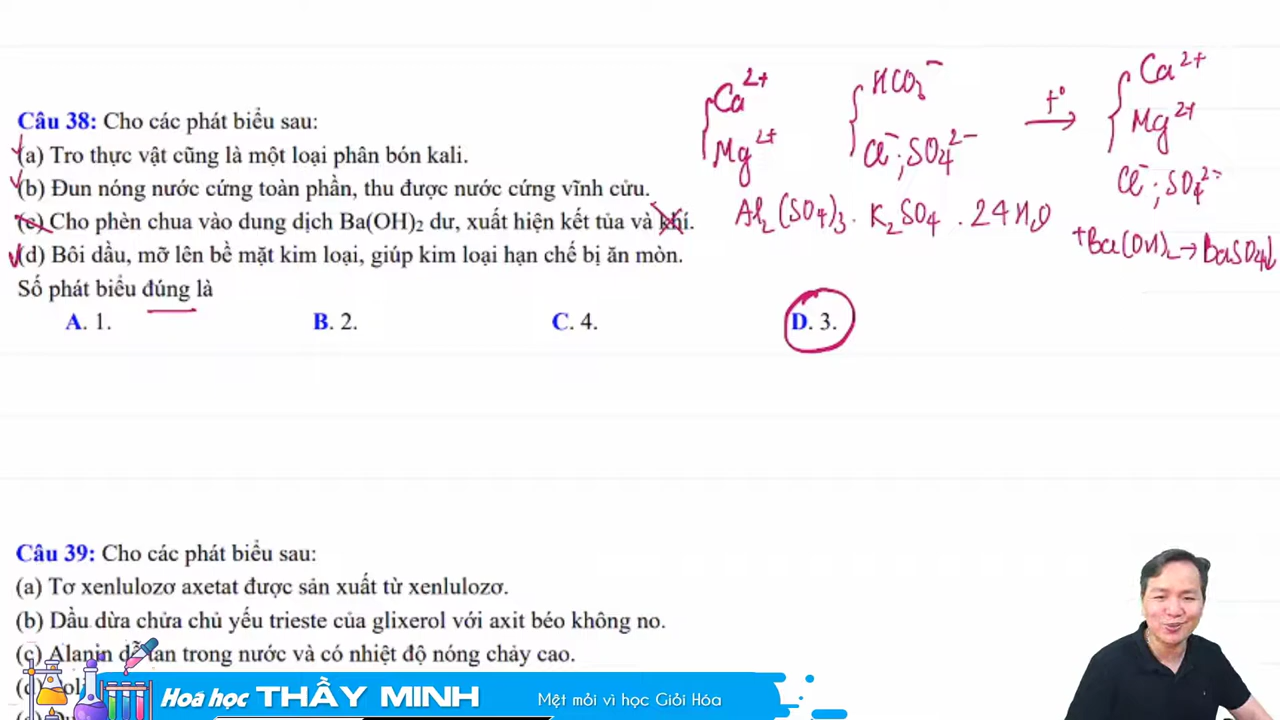 Câu 38: Cho các phát biểu sau:
(a) Tro thực vật cũng là một loại phân bón kali.
(b) Đun nóng nước cứng toàn phần, thu được nước cứng vĩnh cửu.
(c) Cho phèn chua vào dung dịch Ba(OH)₂ dư, xuất hiện kết tủa và khí.
(d) Bôi dầu, mỡ lên bề mặt kim loại, giúp kim loại hạn chế bị ăn mòn.
Số phát biểu đúng là
A. 1. B. 2. C. 4. D. 3.
Ca²⁺ HCO₃⁻ t° Ca²⁺
Mg²⁺ Cl⁻; SO₄²⁻ → Mg²⁺
Cl⁻; SO₄²⁻
Al₂(SO₄)₃ . K₂SO₄ . 24H₂O
+Ba(OH)₂ → BaSO₄↓
Câu 39: Cho các phát biểu sau:
(a) Tơ xenlulozơ axetat được sản xuất từ xenlulozơ.
(b) Dầu dừa chửa chủ yếu trieste của glixerol với axit béo không no.
(c) Alanin dễ tan trong nước và có nhiệt độ nóng chảy cao.
Hoá học THẦY MINH Mệt mỏi vì học Giỏi Hóa